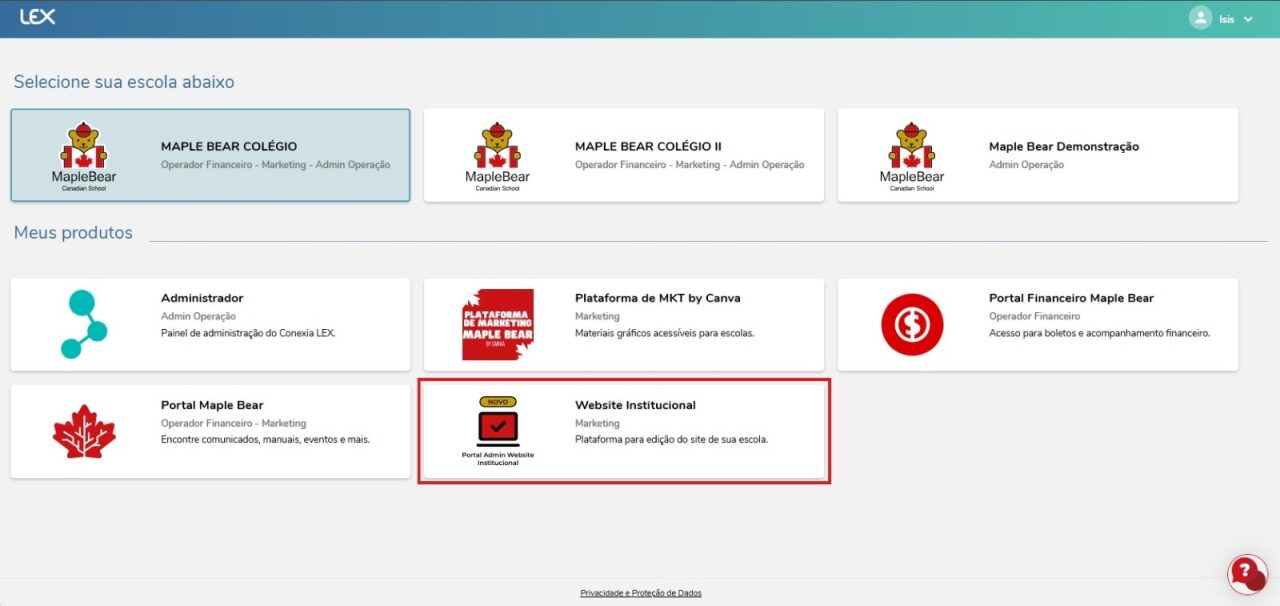 LEX
Isis
Selecione sua escola abaixo
MapleBear
Canadian School
MAPLE BEAR COLÉGIO
Operador Financeiro - Marketing - Admin Operação
MapleBear
Canadian School
MAPLE BEAR COLÉGIO II
Operador Financeiro - Marketing - Admin Operação
MapleBear
Canadian School
Maple Bear Demonstração
Admin Operação
Meus produtos
Administrador
Admin Operação
Painel de administração do Conexia LEX.
PLATAFORMA
DE MARKETING
MAPLE BEAR
BY CANVA
Plataforma de MKT by Canva
Marketing
Materiais gráficos acessíveis para escolas.
$
Portal Financeiro Maple Bear
Operador Financeiro
Acesso para boletos e acompanhamento financeiro.
Portal Maple Bear
Operador Financeiro - Marketing
Encontre comunicados, manuais, eventos e mais.
NOVO
Portal Admin Website
Institucional
Website Institucional
Marketing
Plataforma para edição do site de sua escola.
?
Privacidade e Proteção de Dados